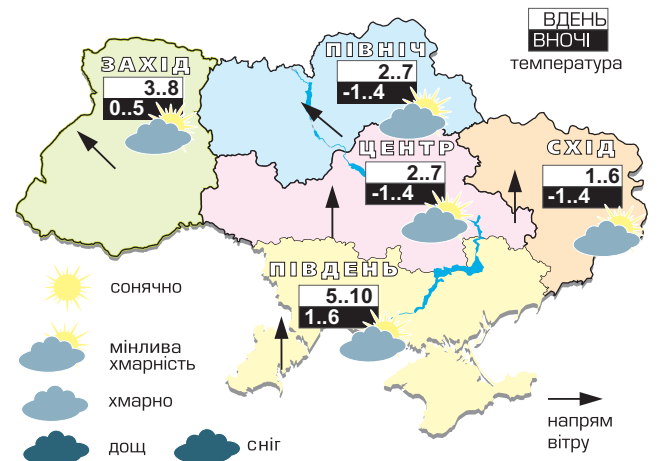 ВДЕНЬ
ВНОЧІ
температура
ЗАХІД
3..8
0..5
ПІВНІЧ
2..7
-1..4
ЦЕНТР
2..7
-1..4
СХІД
1..6
-1..4
ПІВДЕНЬ
5..10
1..6
сонячно
мінлива
хмарність
хмарно
дощ
сніг
напрям
вітру